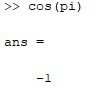 >> cos(pi)
ans =
-1